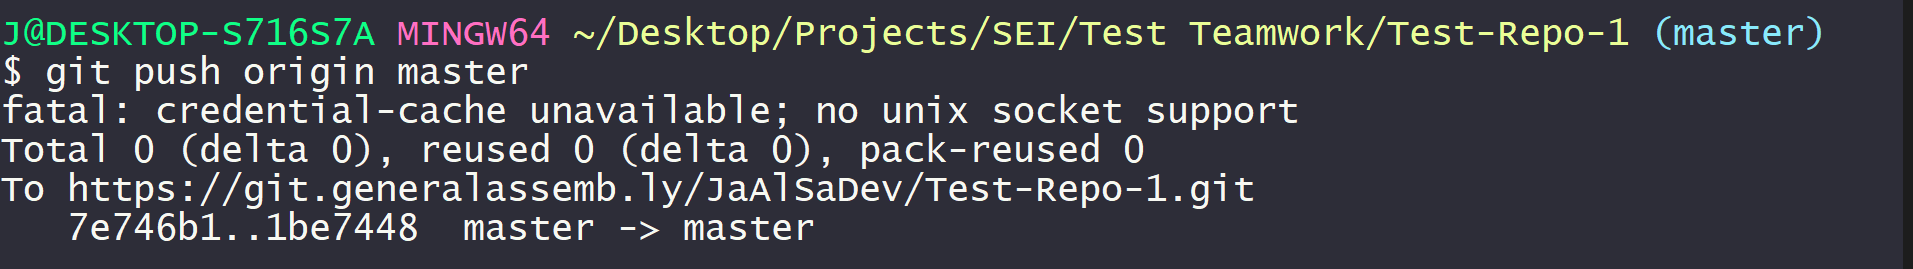 J@DESKTOP-S716S7A MINGW64 ~/Desktop/Projects/SEI/Test Teamwork/Test-Repo-1 (master)
$ git push origin master
fatal: credential-cache unavailable; no unix socket support
Total 0 (delta 0), reused 0 (delta 0), pack-reused 0
To https://git.generalassemb.ly/JaAlSaDev/Test-Repo-1.git
   7e746b1..1be7448  master -> master